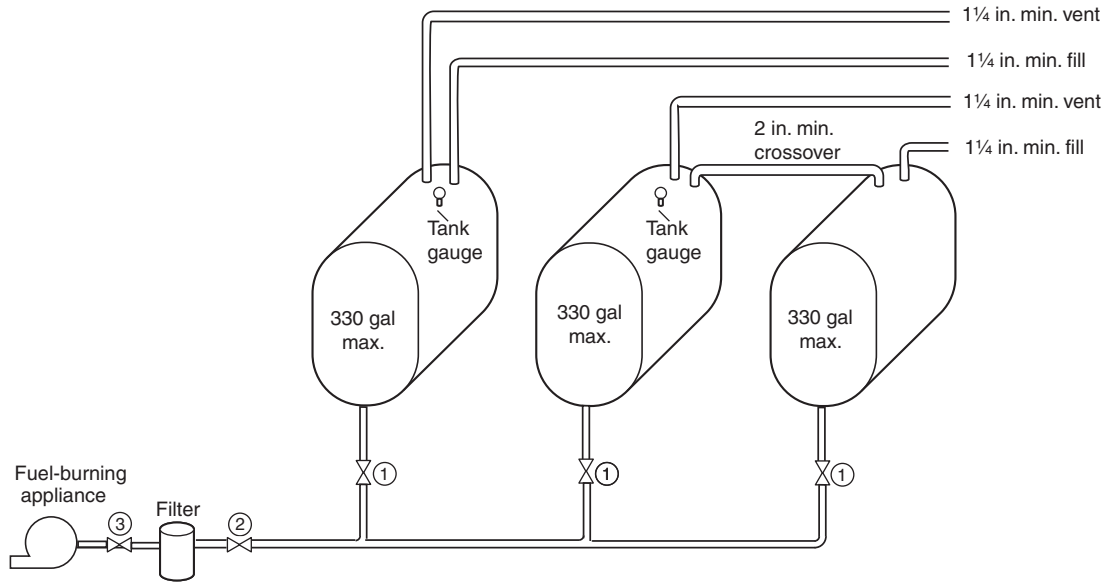 1¼ in. min. vent
1¼ in. min. fill
1¼ in. min. vent
2 in. min.
crossover
1¼ in. min. fill
Tank
gauge
Tank
gauge
330 gal
max.
330 gal
max.
330 gal
max.
1
1
1
Fuel-burning
appliance
Filter
3
2